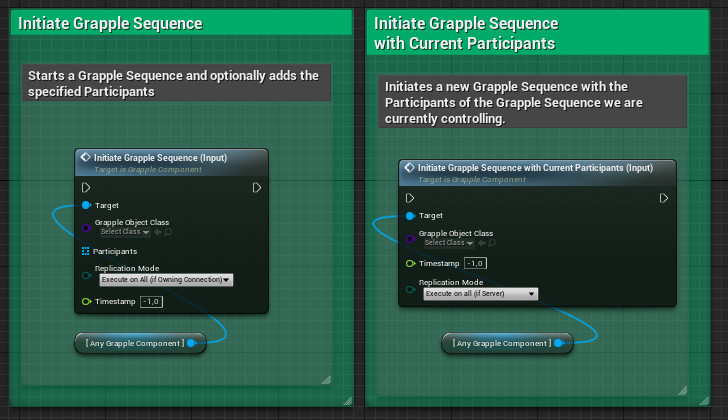 Initiate Grapple Sequence
Starts a Grapple Sequence and optionally adds the
specified Participants
Initiate Grapple Sequence (Input)
Target is Grapple Component
Target
Grapple Object Class
Select Class
Participants
Replication Mode
Execute on All (if Owning Connection)
Timestamp -1,0
[ Any Grapple Component ]
Initiate Grapple Sequence
with Current Participants
Initiates a new Grapple Sequence with the
Participants of the Grapple Sequence we are
currently controlling.
Initiate Grapple Sequence with Current Participants (Input)
Target is Grapple Component
Target
Grapple Object Class
Select Class
Timestamp -1,0
Replication Mode
Execute on all (if Server)
[ Any Grapple Component ]